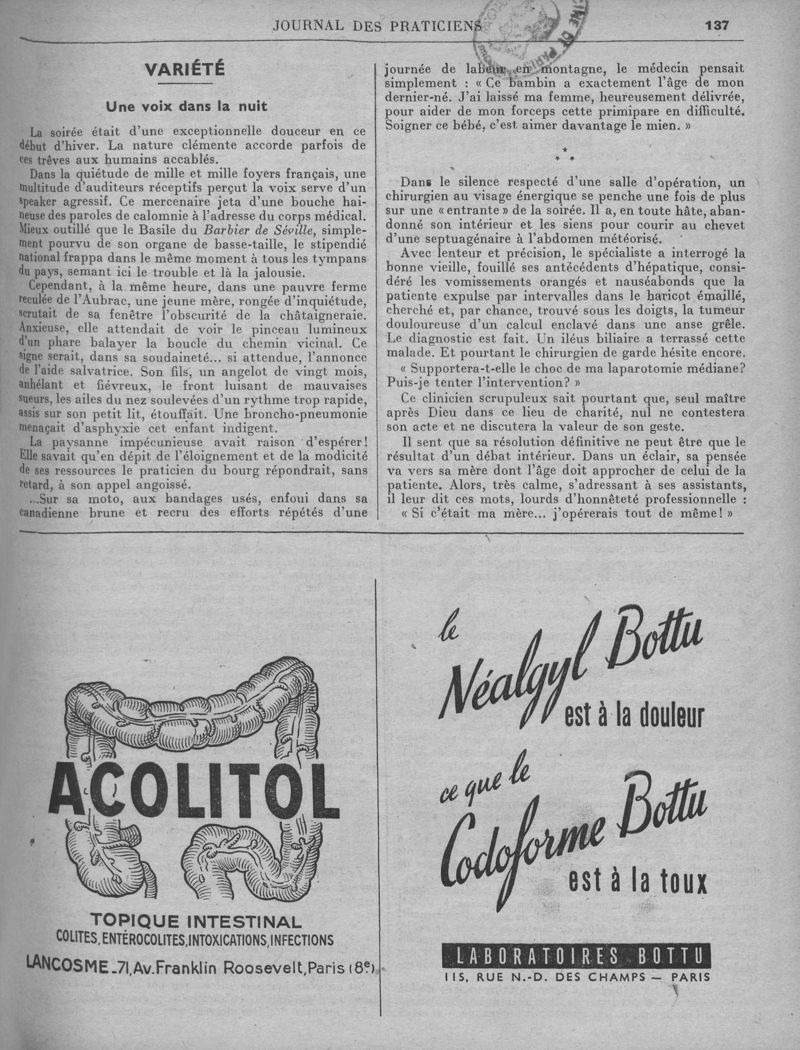 JOURNAL DES PRATICIENS
137
VARIÉTÉ
Une voix dans la nuit
La soirée était d'une exceptionnelle douceur en ce
début d'hiver. La nature clémente accorde parfois de
ces trêves aux humains accablés.
Dans la quiétude de mille et mille foyers français, une
multitude d'auditeurs réceptifs perçut la voix serve d'un
speaker agressif. Ce mercenaire jeta d'une bouche hai-
neuse des paroles de calomnie à l'adresse du corps médical.
Mieux outillé que le Basile du Barbier de Séville, simple-
ment pourvu de son organe de basse-taille, le stipendié
national frappa dans le même moment à tous les tympans
du pays, semant ici le trouble et là la jalousie.
Cependant, à la même heure, dans une pauvre ferme
reculée de l'Aubrac, une jeune mère, rongée d'inquiétude,
scrutait de sa fenêtre l'obscurité de la châtaigneraie.
Anxieuse, elle attendait de voir le pinceau lumineux
d'un phare balayer la boucle du chemin vicinal. Ce
signe serait, dans sa soudaineté... si attendue, l'annonce
de l'aide salvatrice. Son fils, un angelot de vingt mois,
anhélant et fiévreux, le front luisant de mauvaises
sueurs, les ailes du nez soulevées d'un rythme trop rapide,
assis sur son petit lit, étouffait. Une broncho-pneumonie
menaçait d'asphyxie cet enfant indigent.
La paysanne impécunieuse avait raison d'espérer!
Elle savait qu'en dépit de l'éloignement et de la modicité
de ses ressources le praticien du bourg répondrait, sans
retard, à son appel angoissé.
...Sur sa moto, aux bandages usés, enfoui dans sa
canadienne brune et recru des efforts répétés d'une
journée de labeur en montagne, le médecin pensait
simplement : « Ce bambin a exactement l'âge de mon
dernier-né. J'ai laissé ma femme, heureusement délivrée,
pour aider de mon forceps cette primipare en difficulté.
Soigner ce bébé, c'est aimer davantage le mien. »
*
* *
Dans le silence respecté d'une salle d'opération, un
chirurgien au visage énergique se penche une fois de plus
sur une « entrante » de la soirée. Il a, en toute hâte, aban-
donné son intérieur et les siens pour courir au chevet
d'une septuagénaire à l'abdomen météorisé.
Avec lenteur et précision, le spécialiste a interrogé la
bonne vieille, fouillé ses antécédents d'hépatique, consi-
déré les vomissements orangés et nauséabonds que la
patiente expulse par intervalles dans le haricot émaillé,
cherché et, par chance, trouvé sous les doigts, la tumeur
douloureuse d'un calcul enclavé dans une anse grêle.
Le diagnostic est fait. Un iléus biliaire a terrassé cette
malade. Et pourtant le chirurgien de garde hésite encore.
« Supportera-t-elle le choc de ma laparotomie médiane?
Puis-je tenter l'intervention? »
Ce clinicien scrupuleux sait pourtant que, seul maître
après Dieu dans ce lieu de charité, nul ne contestera
son acte et ne discutera la valeur de son geste.
Il sent que sa résolution définitive ne peut être que le
résultat d'un débat intérieur. Dans un éclair, sa pensée
va vers sa mère dont l'âge doit approcher de celui de la
patiente. Alors, très calme, s'adressant à ses assistants,
il leur dit ces mots, lourds d'honnêteté professionnelle :
« Si c'était ma mère... j'opérerais tout de même! »
ACOLITOL
TOPIQUE INTESTINAL
COLITES, ENTÉROCOLITES, INTOXICATIONS, INFECTIONS
LANCOSME_71, Av. Franklin Roosevelt, Paris (8e)
le
Néalgyl Bottu
est à la douleur
ce que le
Codoforme Bottu
est à la toux
LABORATOIRES BOTTU
115, RUE N.-D. DES CHAMPS — PARIS